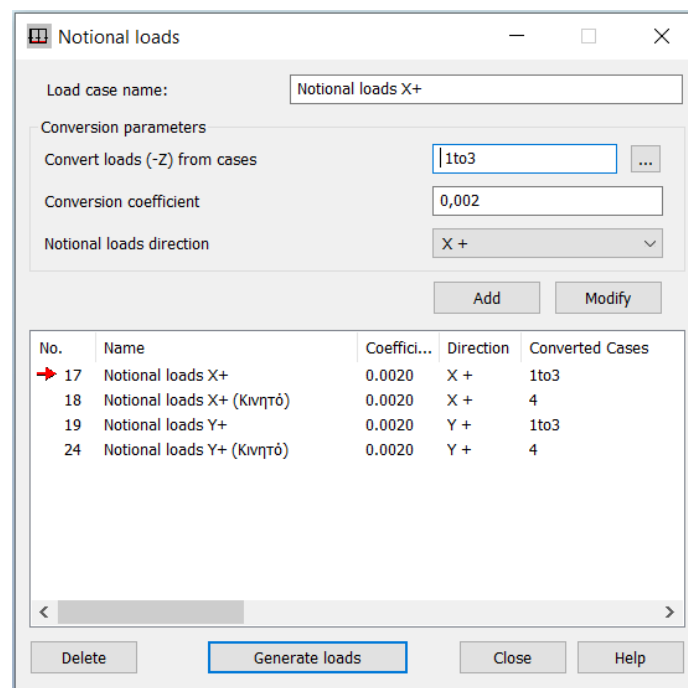 Notional loads
Load case name: Notional loads X+
Conversion parameters
Convert loads (-Z) from cases 1to3 ...
Conversion coefficient 0,002
Notional loads direction X +
Add Modify
No. Name Coeffici... Direction Converted Cases
17 Notional loads X+ 0.0020 X + 1to3
18 Notional loads X+ (Κινητό) 0.0020 X + 4
19 Notional loads Y+ 0.0020 Y + 1to3
24 Notional loads Y+ (Κινητό) 0.0020 Y + 4
Delete Generate loads Close Help